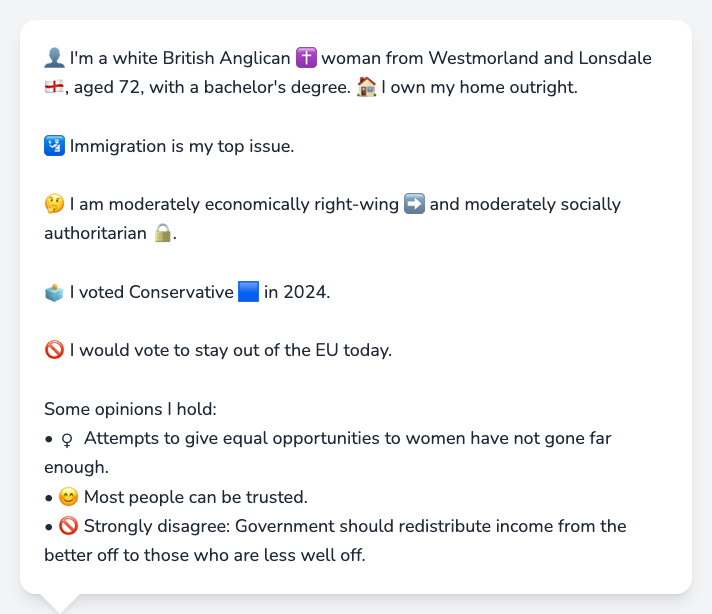 👤 I'm a white British Anglican ✝️ woman from Westmorland and Lonsdale
🏴󠁧󠁢󠁥󠁮󠁧󠁿, aged 72, with a bachelor's degree. 🏠 I own my home outright.
🛂 Immigration is my top issue.
🤔 I am moderately economically right-wing ➡️ and moderately socially
authoritarian 🔒.
🗳️ I voted Conservative 🟦 in 2024.
🚫 I would vote to stay out of the EU today.
Some opinions I hold:
• ♀ Attempts to give equal opportunities to women have not gone far
enough.
• 😊 Most people can be trusted.
• 🚫 Strongly disagree: Government should redistribute income from the
better off to those who are less well off.